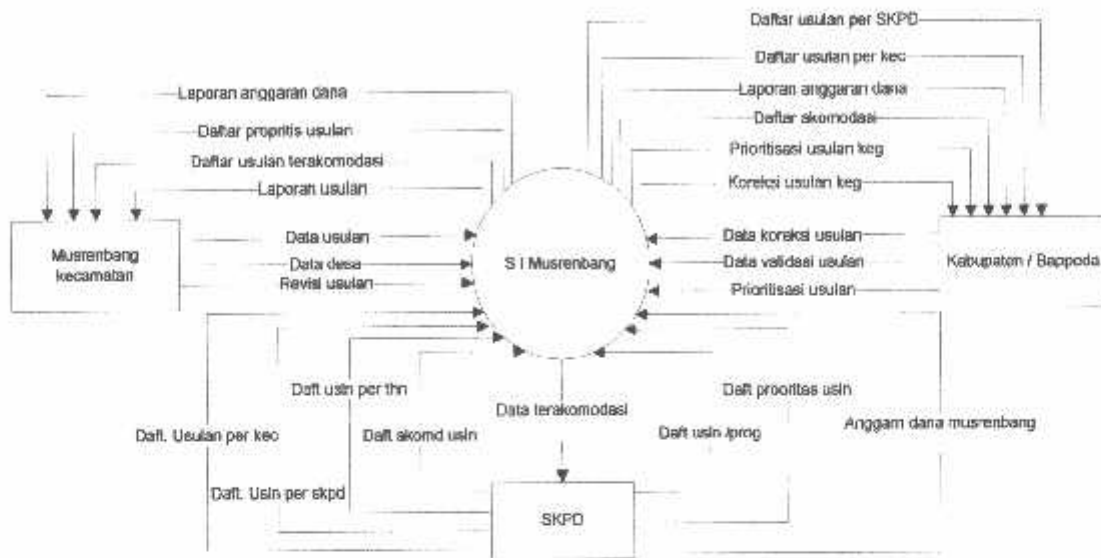 Daftar usulan per SKPD
Daftar usulan per kec
Laporan anggaran dana
Laporan anggaran dana
Daftar akomodasi
Daftar propritis usulan
Prioritisasi usulan keg
Daftar usulan terakomodasi
Koreksi usulan keg
Laporan usulan
Data usulan
Data koreksi usulan
Musrenbang
kecamatan
Data desa
S I Musrenbang
Data validasi usulan
Kabupaten / Bappeda
Revisi usulan
Prioritisasi usulan
Daft usln per thn
Daft prooritas usln
Data terakomodasi
Daft. Usulan per kec
Daft akomd usln
Daft usln /prog
Anggarn dana musrenbang
Daft. Usln per skpd
SKPD